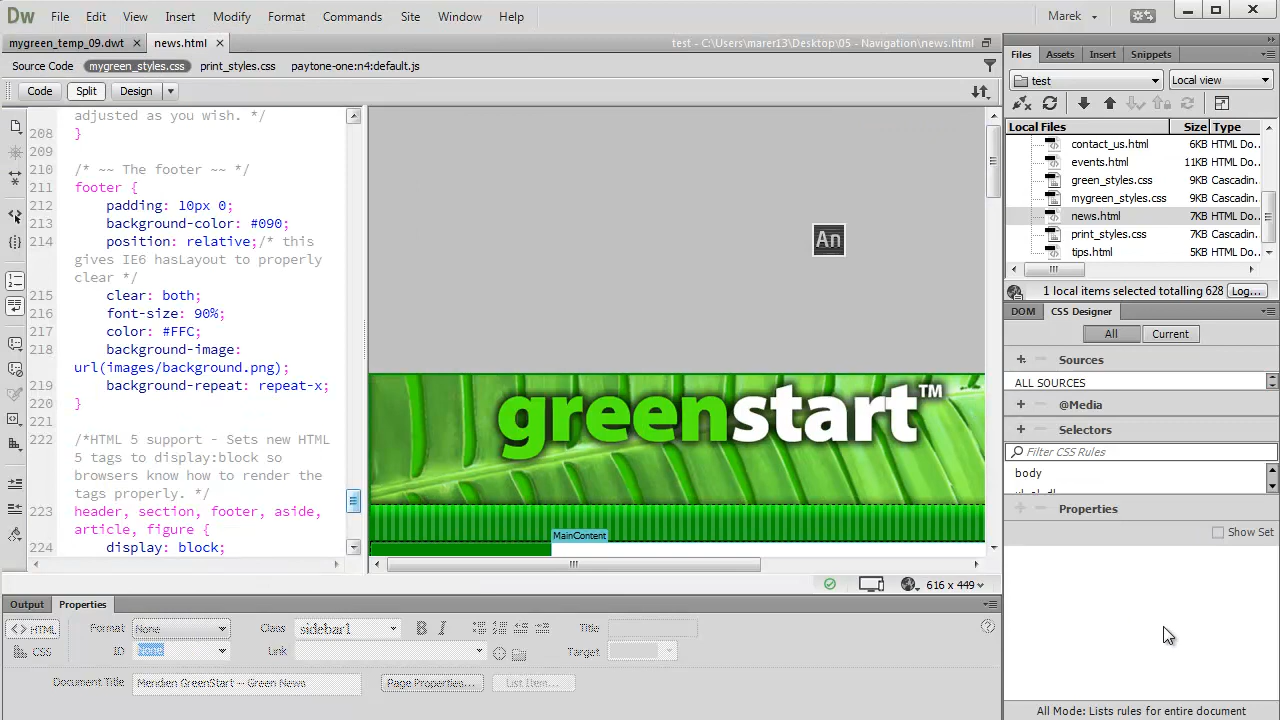 Dw File Edit View Insert Modify Format Commands Site Window Help Marek
mygreen_temp_09.dwt news.html test - C:\Users\marer13\Desktop\05 - Navigation\news.html
Source Code mygreen_styles.css print_styles.css paytone-one:n4:default.js
Code Split Design
adjusted as you wish. */
208 }
209
210 /* ~~ The footer ~~ */
211 footer {
212 padding: 10px 0;
213 background-color: #090;
214 position: relative;/* this
gives IE6 hasLayout to properly
clear */
215 clear: both;
216 font-size: 90%;
217 color: #FFC;
218 background-image:
url(images/background.png);
219 background-repeat: repeat-x;
220 }
221
222 /*HTML 5 support - Sets new HTML
5 tags to display:block so
browsers know how to render the
tags properly. */
223 header, section, footer, aside,
article, figure {
224 display: block;
An
greenstart™
MainContent
616 x 449
Files Assets Insert Snippets
test Local view
Local Files Size Type
contact_us.html 6KB HTML Do..
events.html 11KB HTML Do..
green_styles.css 9KB Cascadin..
mygreen_styles.css 9KB Cascadin..
news.html 7KB HTML Do..
print_styles.css 7KB Cascadin..
tips.html 5KB HTML Do..
1 local items selected totalling 628 Log...
DOM CSS Designer
All Current
Sources
ALL SOURCES
@Media
Selectors
Filter CSS Rules
body
Properties
Show Set
All Mode: Lists rules for entire document
Output Properties
<> HTML Format None Class sidebar1 B I Title
CSS ID None Link Target
Document Title Meridien GreenStart -- Green News Page Properties... List Item...